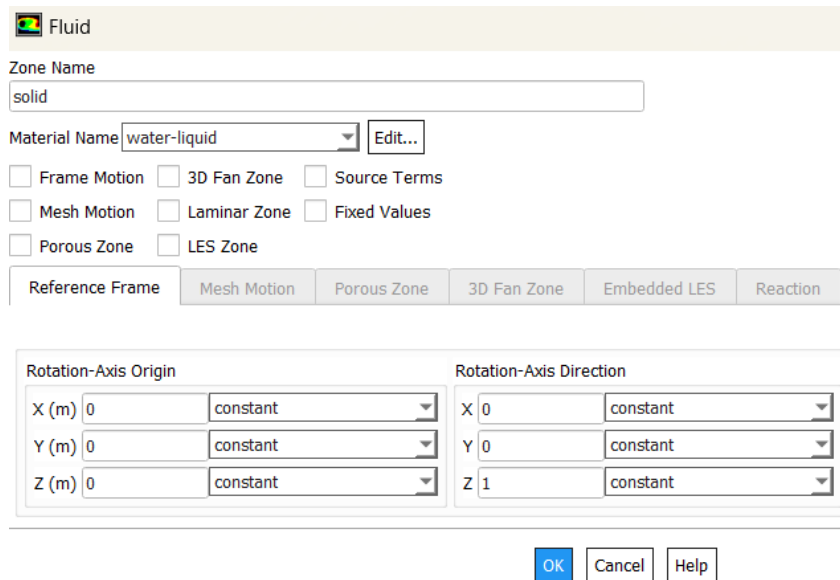 Fluid
Zone Name
solid
Material Name water-liquid Edit...
Frame Motion 3D Fan Zone Source Terms
Mesh Motion Laminar Zone Fixed Values
Porous Zone LES Zone
Reference Frame Mesh Motion Porous Zone 3D Fan Zone Embedded LES Reaction
Rotation-Axis Origin Rotation-Axis Direction
X (m) 0 constant X 0 constant
Y (m) 0 constant Y 0 constant
Z (m) 0 constant Z 1 constant
OK Cancel Help